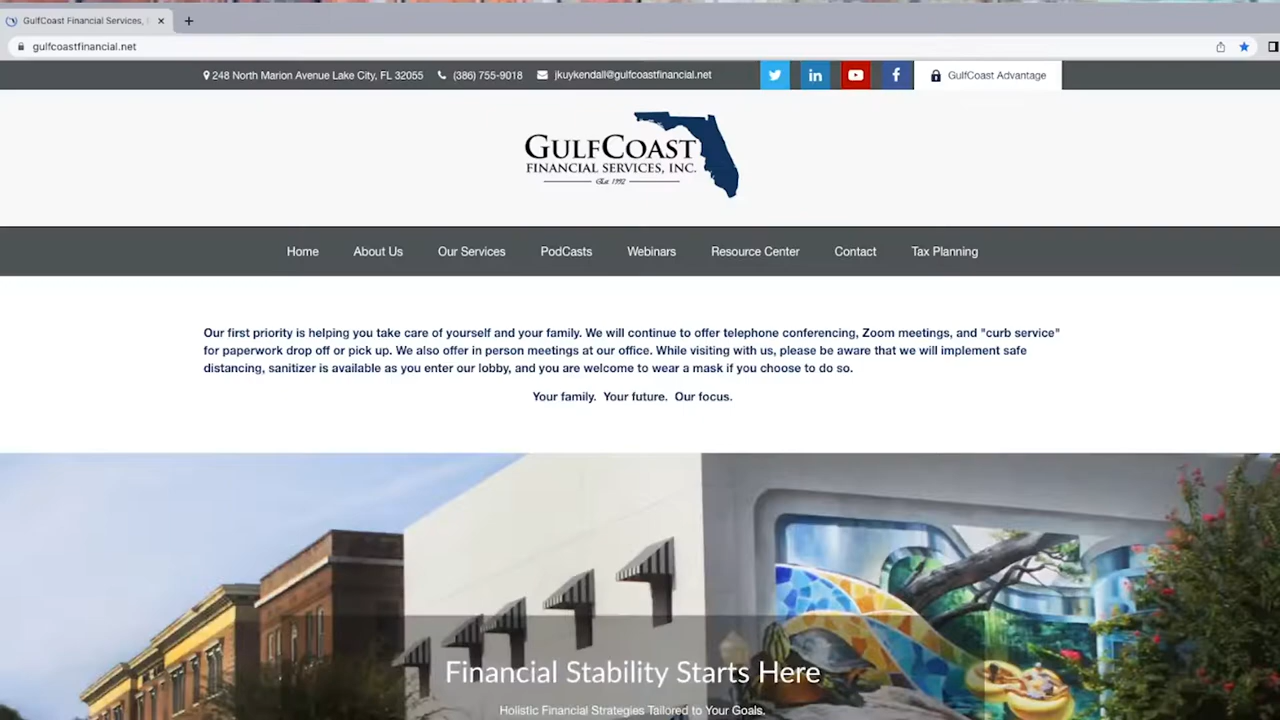 GulfCoast Financial Services,
gulfcoastfinancial.net
248 North Marion Avenue Lake City, FL 32055 (386) 755-9018 jkuykendall@gulfcoastfinancial.net GulfCoast Advantage
GULFCOAST
FINANCIAL SERVICES, INC.
Est. 1992
Home About Us Our Services PodCasts Webinars Resource Center Contact Tax Planning
Our first priority is helping you take care of yourself and your family. We will continue to offer telephone conferencing, Zoom meetings, and "curb service"
for paperwork drop off or pick up. We also offer in person meetings at our office. While visiting with us, please be aware that we will implement safe
distancing, sanitizer is available as you enter our lobby, and you are welcome to wear a mask if you choose to do so.
Your family. Your future. Our focus.
Financial Stability Starts Here
Holistic Financial Strategies Tailored to Your Goals.